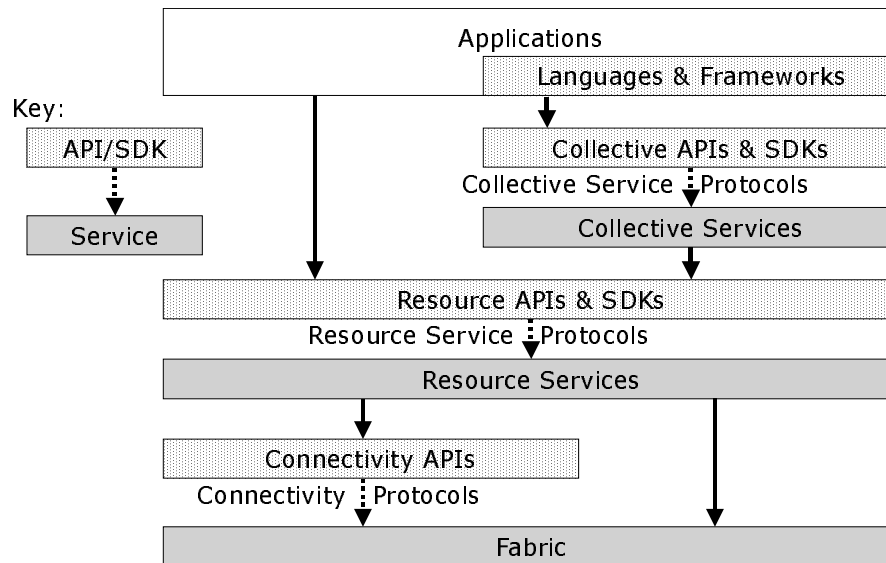 Applications
Languages & Frameworks
Key:
API/SDK
Collective APIs & SDKs
Collective Service Protocols
Service
Collective Services
Resource APIs & SDKs
Resource Service Protocols
Resource Services
Connectivity APIs
Connectivity Protocols
Fabric